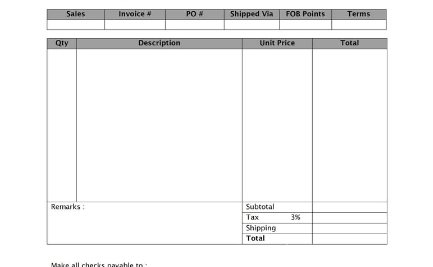 Sales Invoice # PO # Shipped Via FOB Points Terms
Qty Description Unit Price Total
Remarks : Subtotal
Tax 3%
Shipping
Total
Make all checks payable to :